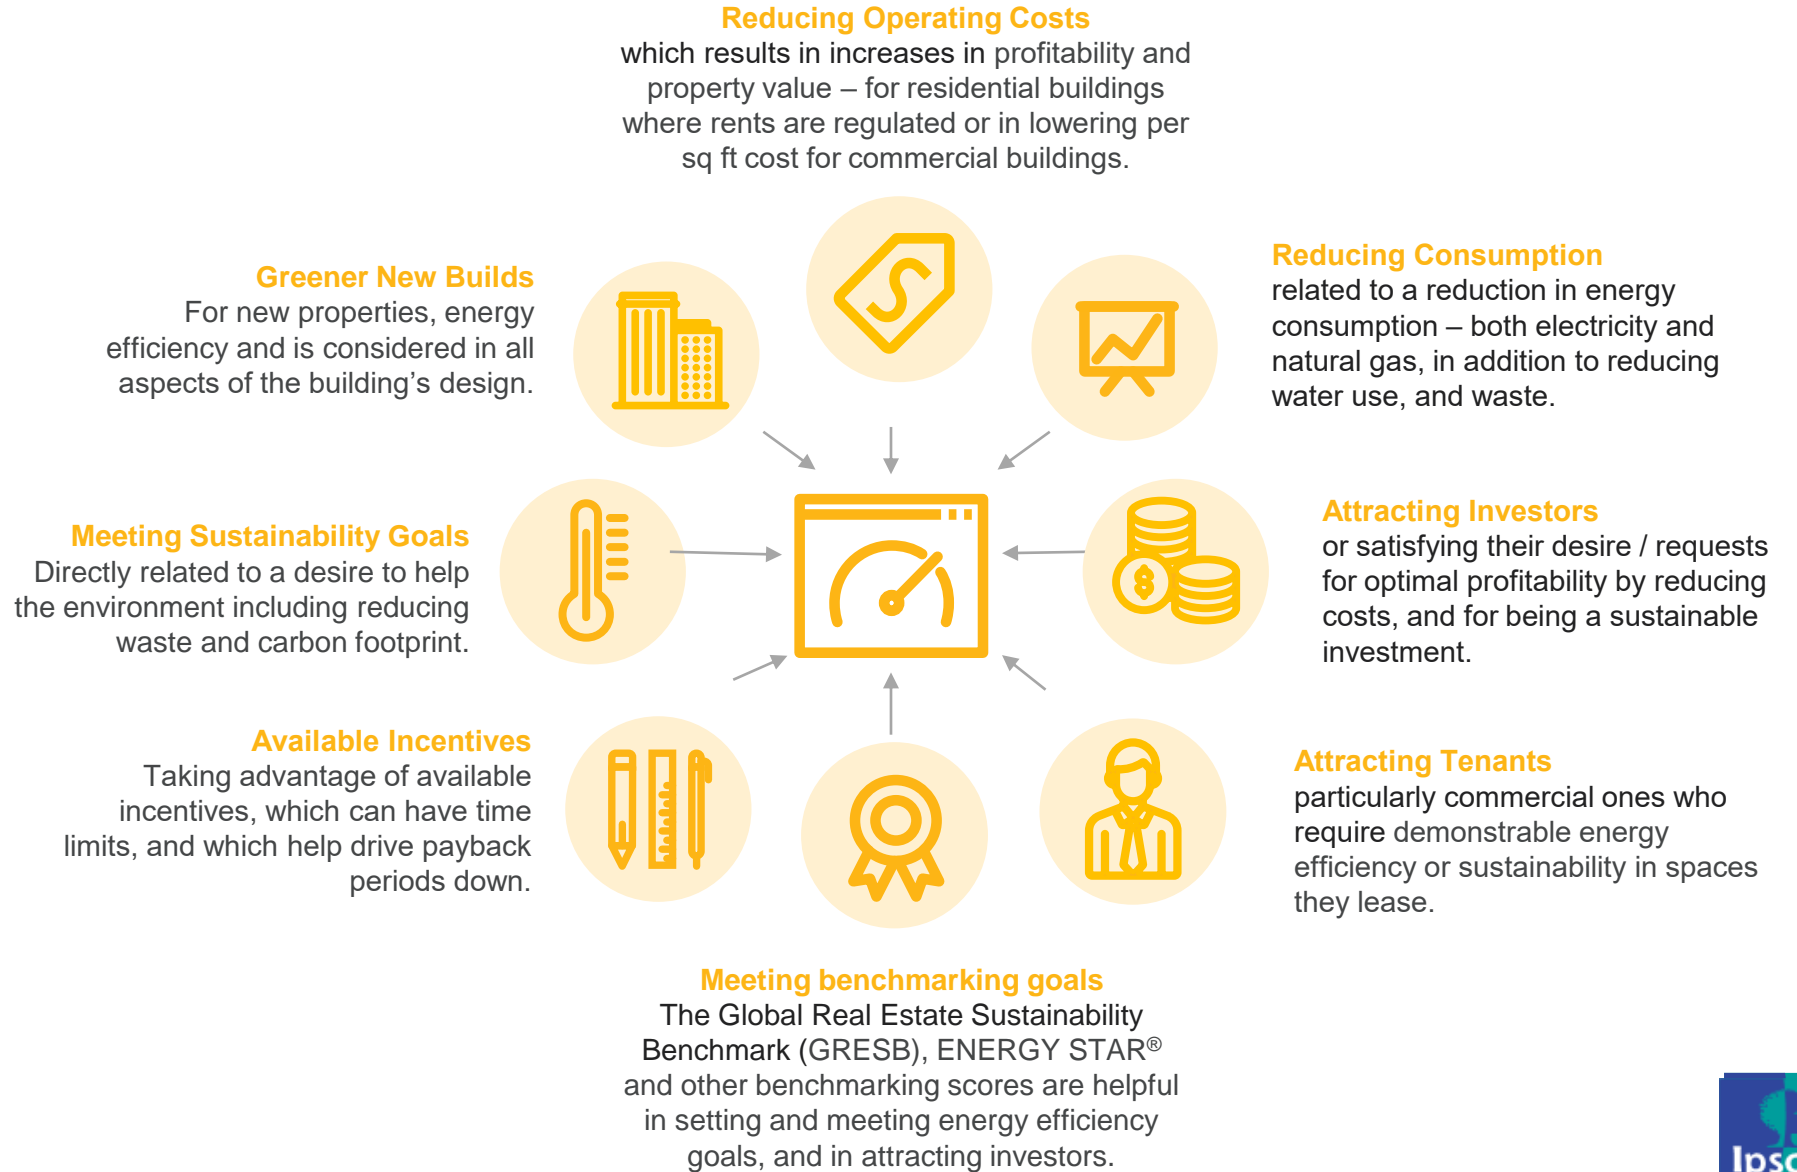 Reducing Operating Costs
which results in increases in profitability and
property value – for residential buildings
where rents are regulated or in lowering per
sq ft cost for commercial buildings.
Greener New Builds
For new properties, energy
efficiency and is considered in all
aspects of the building’s design.
Reducing Consumption
related to a reduction in energy
consumption – both electricity and
natural gas, in addition to reducing
water use, and waste.
Meeting Sustainability Goals
Directly related to a desire to help
the environment including reducing
waste and carbon footprint.
Attracting Investors
or satisfying their desire / requests
for optimal profitability by reducing
costs, and for being a sustainable
investment.
Available Incentives
Taking advantage of available
incentives, which can have time
limits, and which help drive payback
periods down.
Attracting Tenants
particularly commercial ones who
require demonstrable energy
efficiency or sustainability in spaces
they lease.
Meeting benchmarking goals
The Global Real Estate Sustainability
Benchmark (GRESB), ENERGY STAR®
and other benchmarking scores are helpful
in setting and meeting energy efficiency
goals, and in attracting investors.